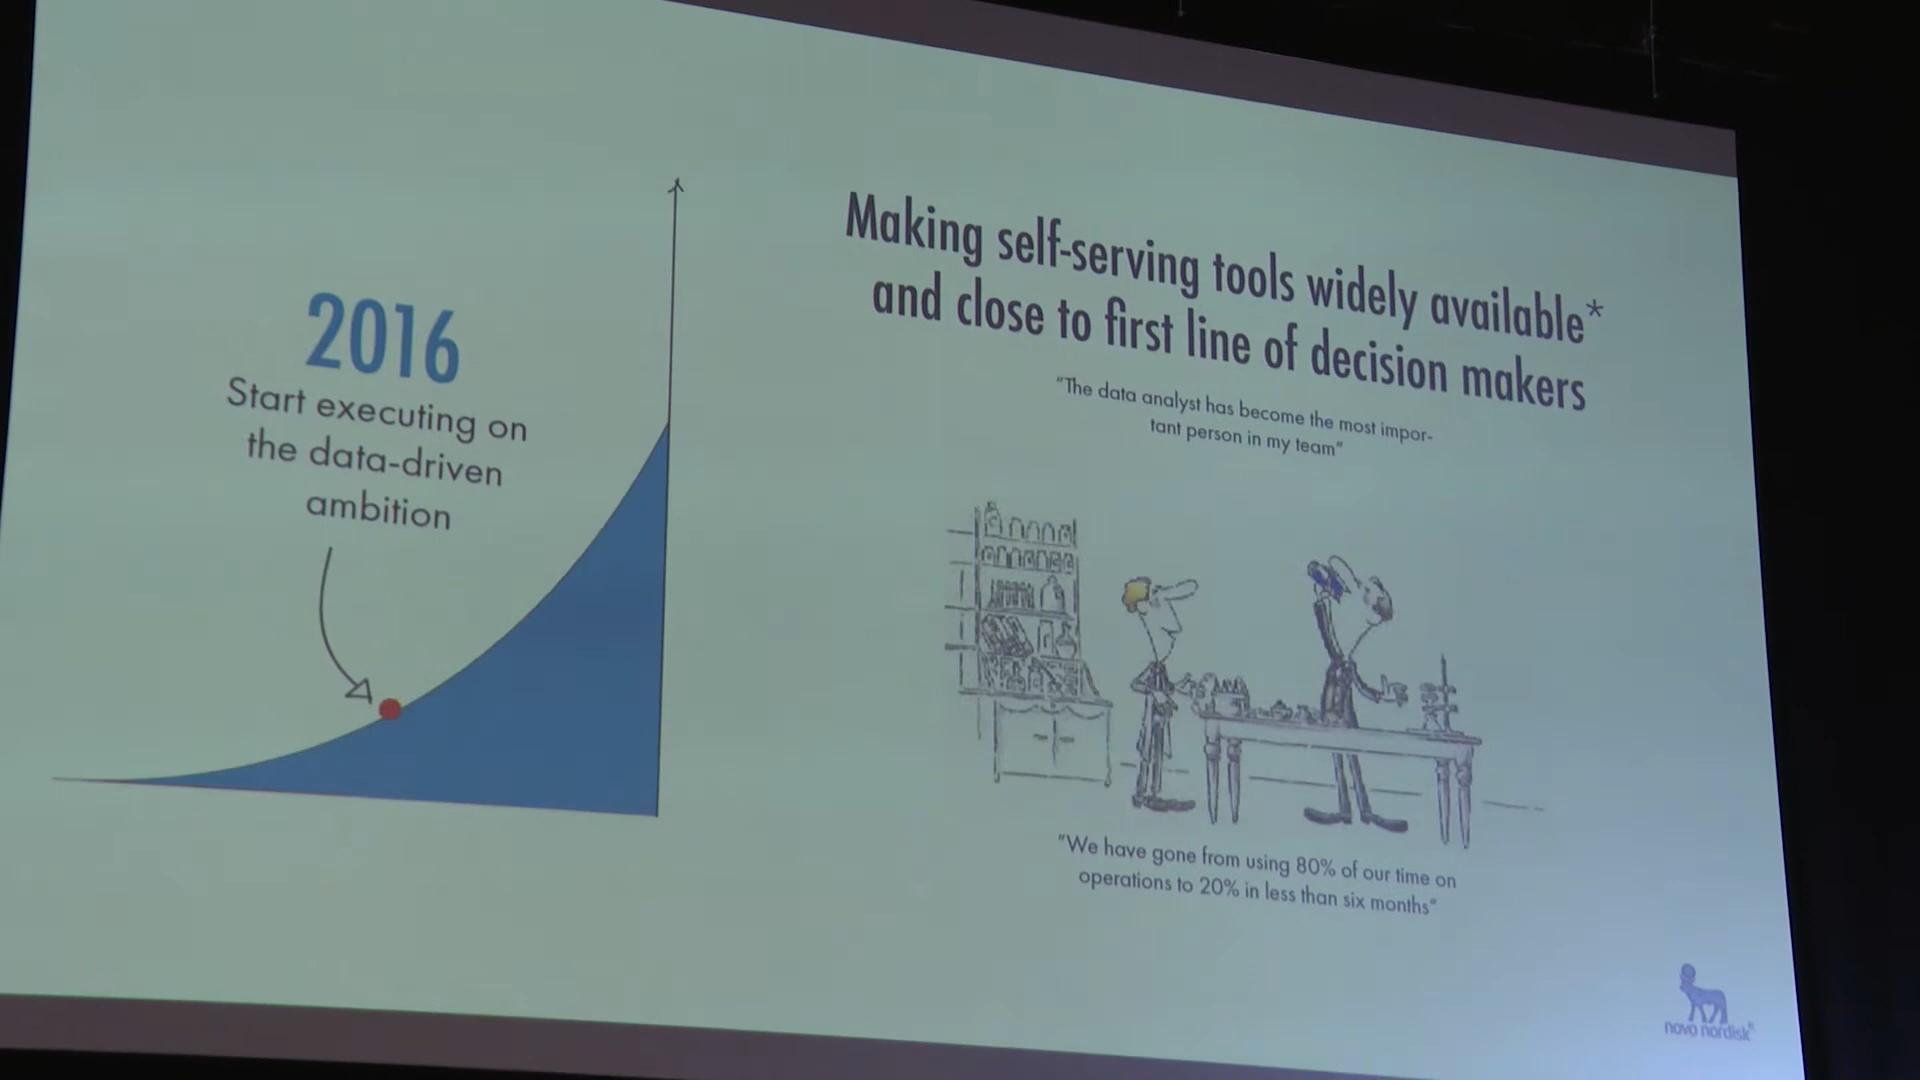 2016
Start executing on
the data-driven
ambition
Making self-serving tools widely available*
and close to first line of decision makers
"The data analyst has become the most impor-
tant person in my team"
"We have gone from using 80% of our time on
operations to 20% in less than six months"
novo nordisk®